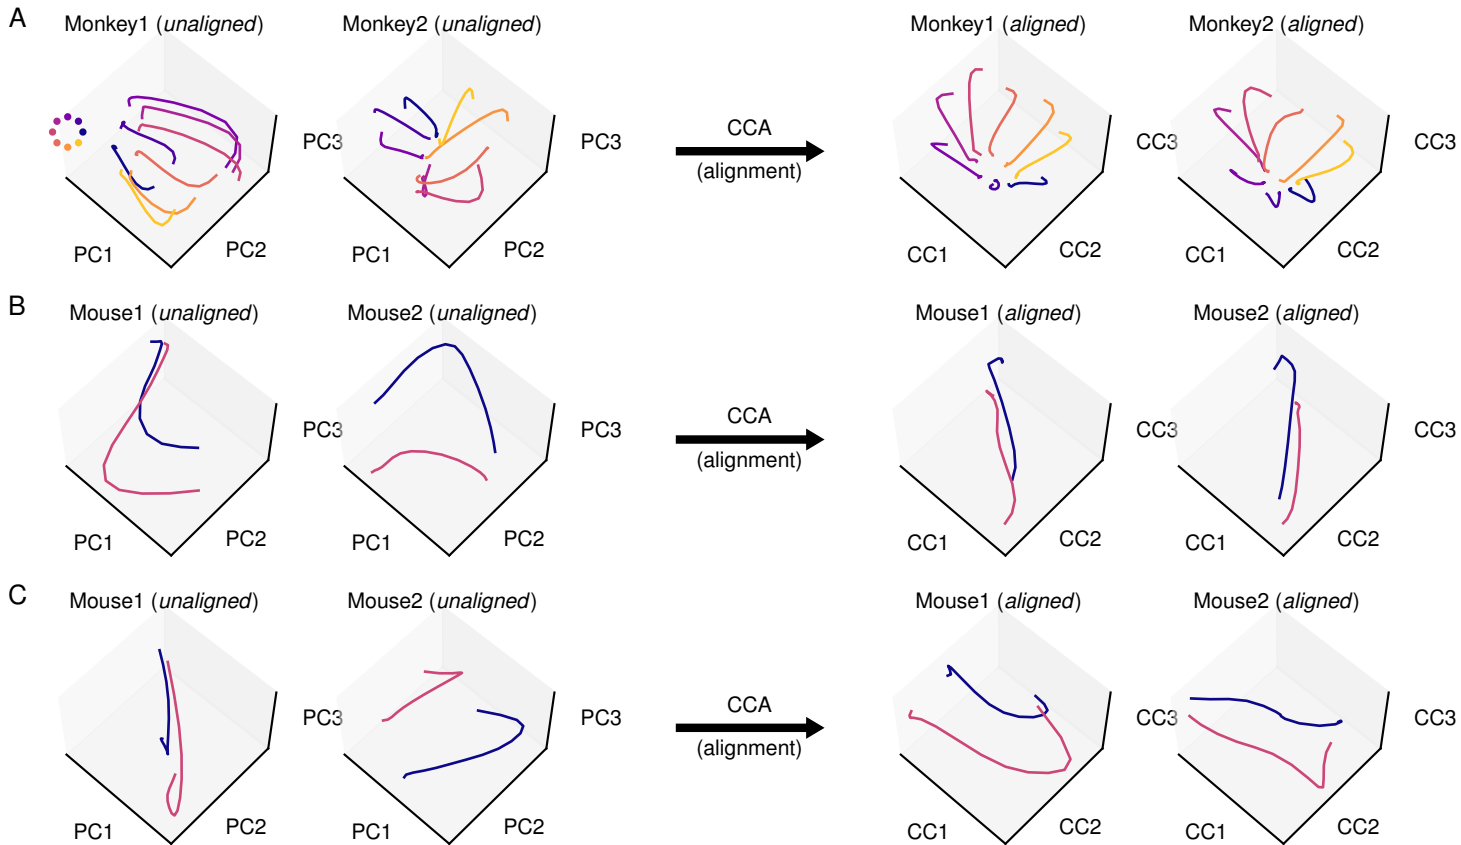 A
Monkey1 (unaligned)
Monkey2 (unaligned)
Monkey1 (aligned)
Monkey2 (aligned)
PC3
PC3
CCA
(alignment)
CC3
CC3
PC1
PC2
PC1
PC2
CC1
CC2
CC1
CC2
B
Mouse1 (unaligned)
Mouse2 (unaligned)
Mouse1 (aligned)
Mouse2 (aligned)
PC3
PC3
CCA
(alignment)
CC3
CC3
PC1
PC2
PC1
PC2
CC1
CC2
CC1
CC2
C
Mouse1 (unaligned)
Mouse2 (unaligned)
Mouse1 (aligned)
Mouse2 (aligned)
PC3
PC3
CCA
(alignment)
CC3
CC3
PC1
PC2
PC1
PC2
CC1
CC2
CC1
CC2